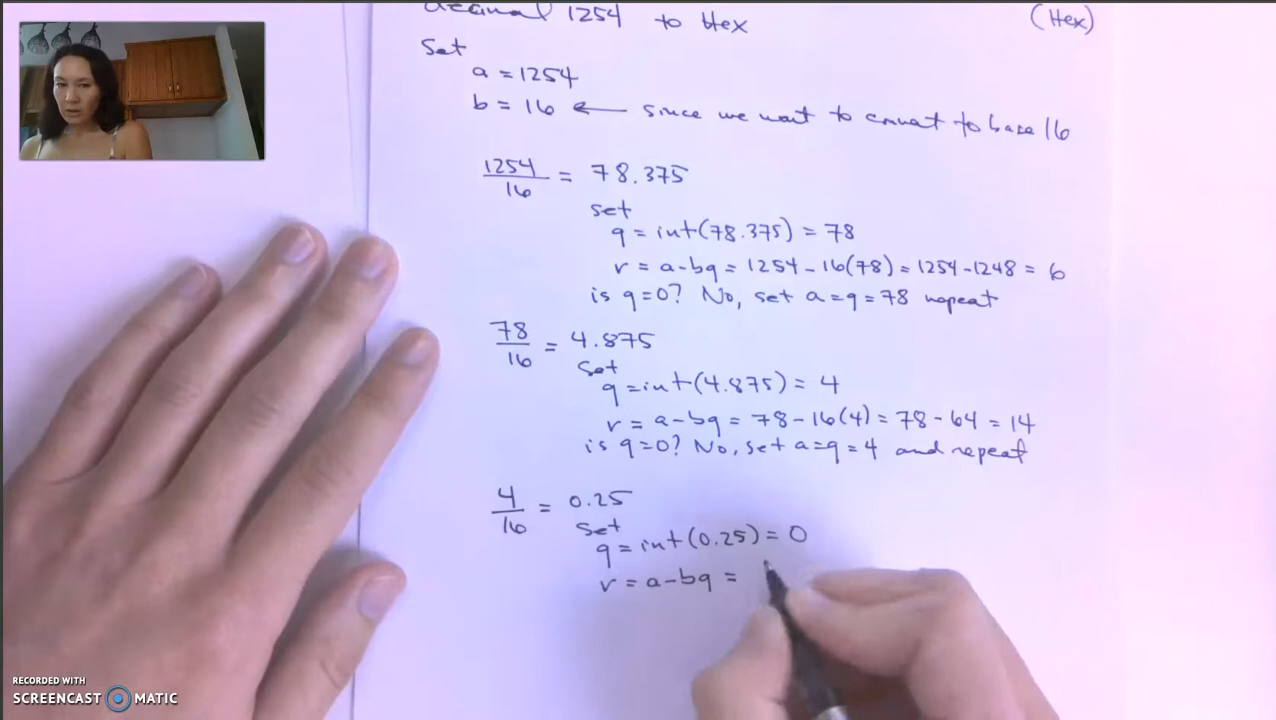 decimal 1254 to Hex (Hex)
Set
a = 1254
b = 16 ← since we want to convert to base 16
1254/16 = 78.375
set
q = int(78.375) = 78
r = a-bq = 1254 - 16(78) = 1254 - 1248 = 6
is q=0? No, set a=q=78 repeat
78/16 = 4.875
Set
q = int(4.875) = 4
r = a-bq = 78-16(4) = 78 - 64 = 14
is q=0? No, set a=q=4 and repeat
4/16 = 0.25
Set
q = int(0.25) = 0
r = a-bq =
RECORDED WITH
SCREENCAST MATIC